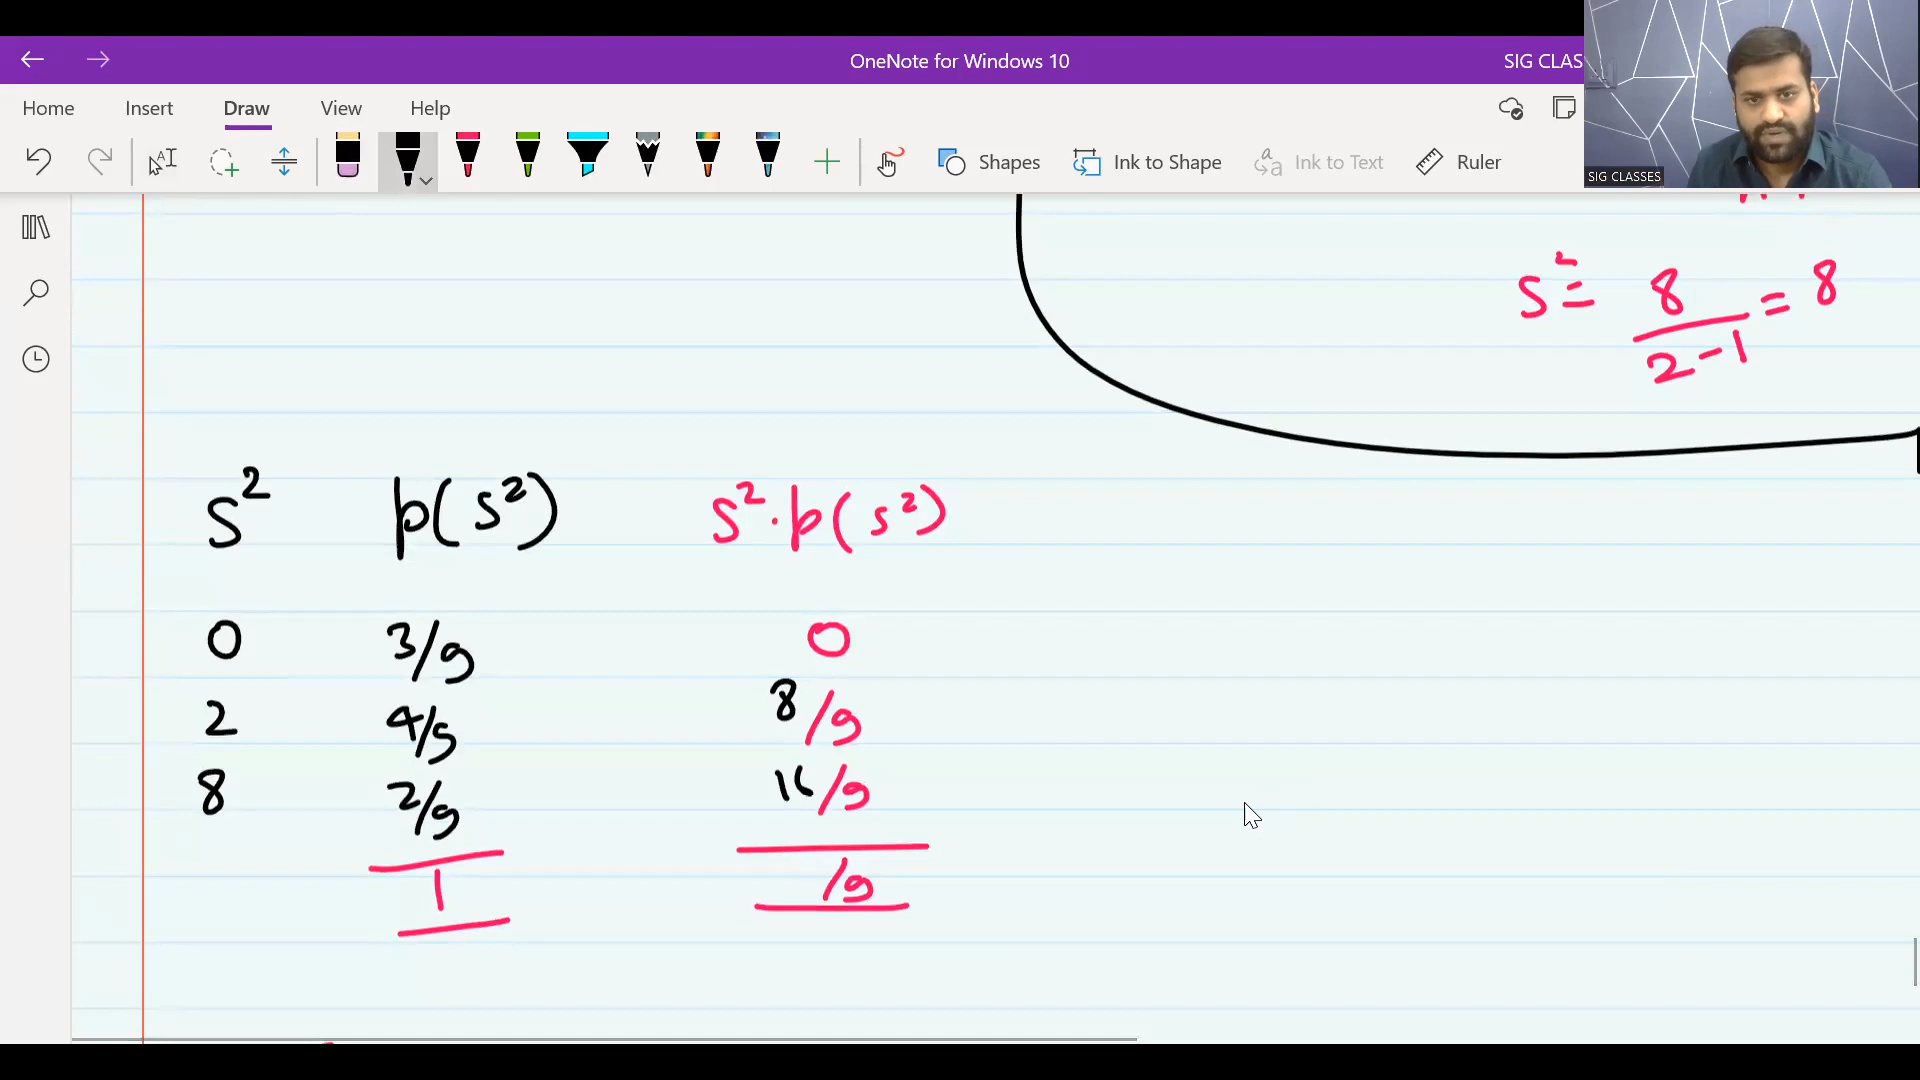 OneNote for Windows 10
SIG CLAS
Home Insert Draw View Help
Shapes Ink to Shape Ink to Text Ruler
SIG CLASSES
s² = 8/(2-1) = 8
s² p(s²) s²·p(s²)
0 3/9 0
2 4/9 8/9
8 2/9 16/9
1 /9